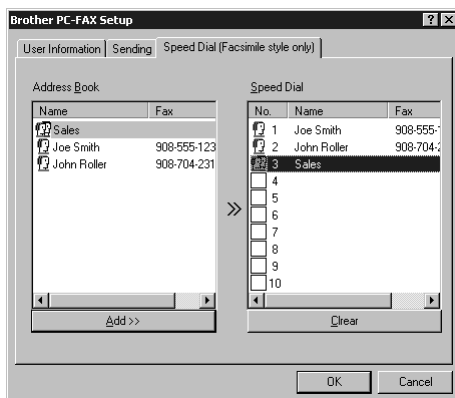 Brother PC-FAX Setup
User Information Sending Speed Dial (Facsimile style only)
Address Book
Name Fax
Sales
Joe Smith 908-555-123
John Roller 908-704-231
Add >>
Speed Dial
No. Name Fax
1 Joe Smith 908-555-
2 John Roller 908-704-
3 Sales
4
5
6
7
8
9
10
Clrear
OK Cancel